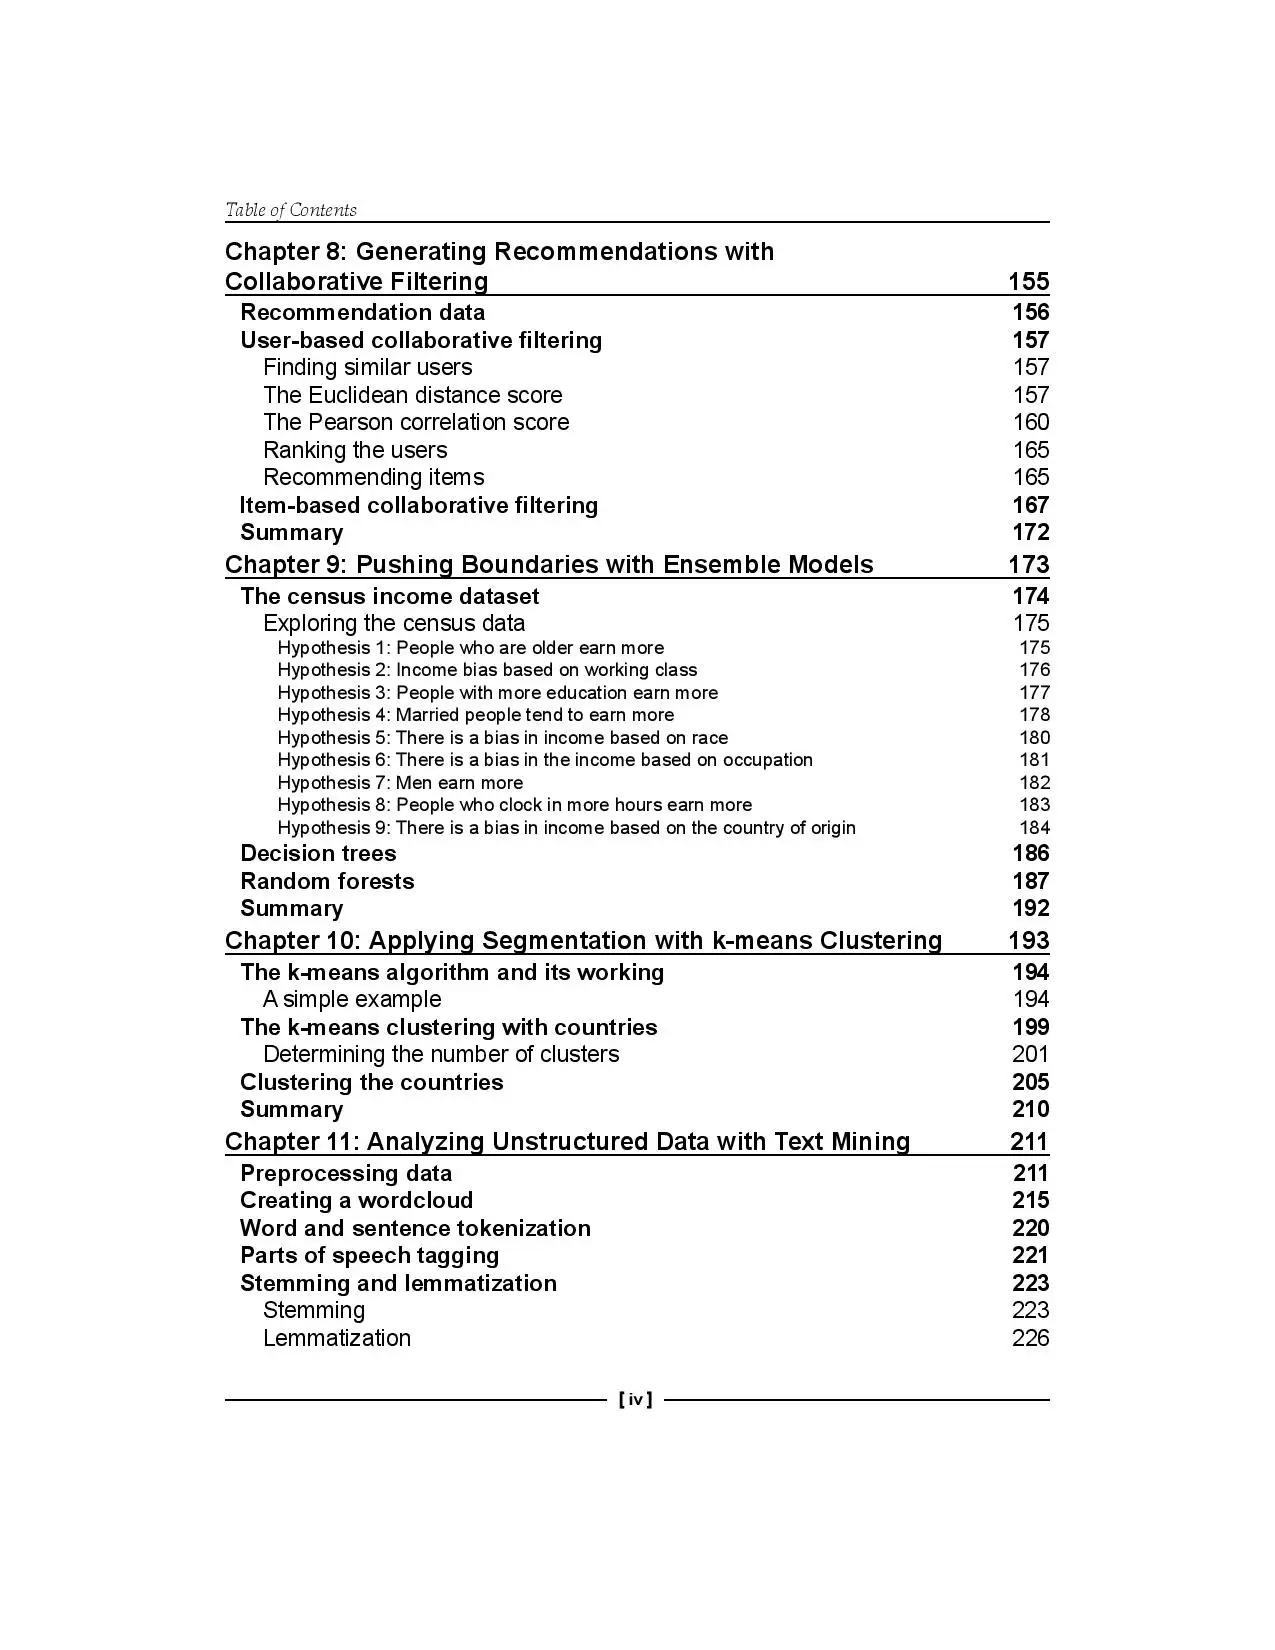 Table of Contents
Chapter 8: Generating Recommendations with
Collaborative Filtering 155
Recommendation data 156
User-based collaborative filtering 157
Finding similar users 157
The Euclidean distance score 157
The Pearson correlation score 160
Ranking the users 165
Recommending items 165
Item-based collaborative filtering 167
Summary 172
Chapter 9: Pushing Boundaries with Ensemble Models 173
The census income dataset 174
Exploring the census data 175
Hypothesis 1: People who are older earn more 175
Hypothesis 2: Income bias based on working class 176
Hypothesis 3: People with more education earn more 177
Hypothesis 4: Married people tend to earn more 178
Hypothesis 5: There is a bias in income based on race 180
Hypothesis 6: There is a bias in the income based on occupation 181
Hypothesis 7: Men earn more 182
Hypothesis 8: People who clock in more hours earn more 183
Hypothesis 9: There is a bias in income based on the country of origin 184
Decision trees 186
Random forests 187
Summary 192
Chapter 10: Applying Segmentation with k-means Clustering 193
The k-means algorithm and its working 194
A simple example 194
The k-means clustering with countries 199
Determining the number of clusters 201
Clustering the countries 205
Summary 210
Chapter 11: Analyzing Unstructured Data with Text Mining 211
Preprocessing data 211
Creating a wordcloud 215
Word and sentence tokenization 220
Parts of speech tagging 221
Stemming and lemmatization 223
Stemming 223
Lemmatization 226
[ iv ]